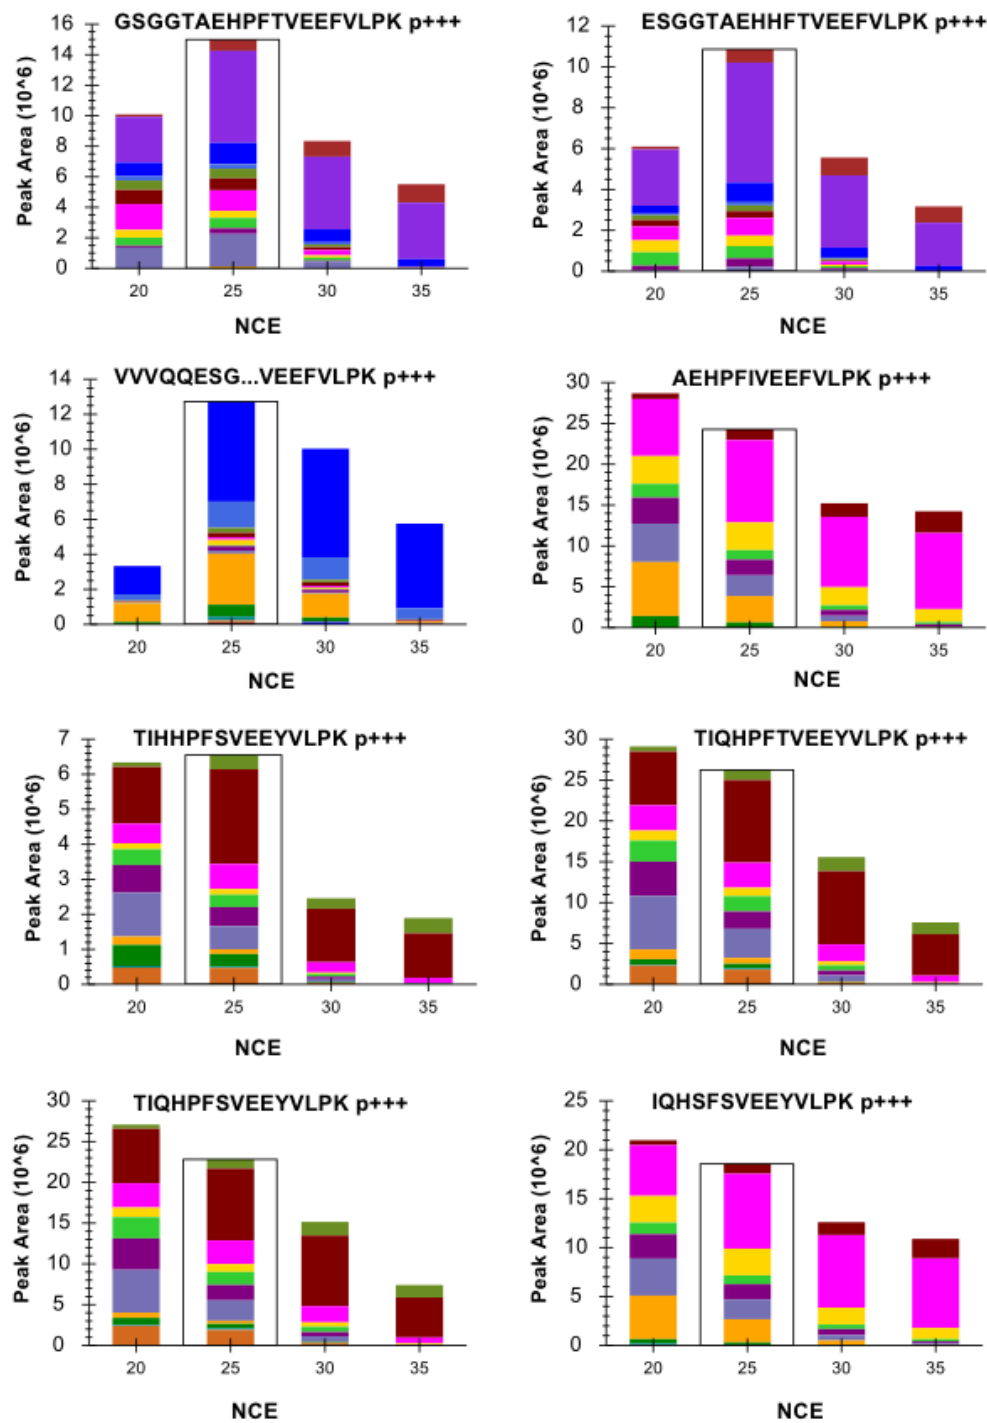 GSGGTAEHPFTVEEFVLPK p+++
Peak Area (10^6)
16
14
12
10
8
6
4
2
0
20 25 30 35
NCE
ESGGTAEHHFTVEEFVLPK p+++
Peak Area (10^6)
12
10
8
6
4
2
0
20 25 30 35
NCE
VVVQQESG...VEEFVLPK p+++
Peak Area (10^6)
14
12
10
8
6
4
2
0
20 25 30 35
NCE
AEHPFIVEEFVLPK p+++
Peak Area (10^6)
30
25
20
15
10
5
0
20 25 30 35
NCE
TIHHPFSVEEYVLPK p+++
Peak Area (10^6)
7
6
5
4
3
2
1
0
20 25 30 35
NCE
TIQHPFTVEEYVLPK p+++
Peak Area (10^6)
30
25
20
15
10
5
0
20 25 30 35
NCE
TIQHPFSVEEYVLPK p+++
Peak Area (10^6)
30
25
20
15
10
5
0
20 25 30 35
NCE
IQHSFSVEEYVLPK p+++
Peak Area (10^6)
25
20
15
10
5
0
20 25 30 35
NCE